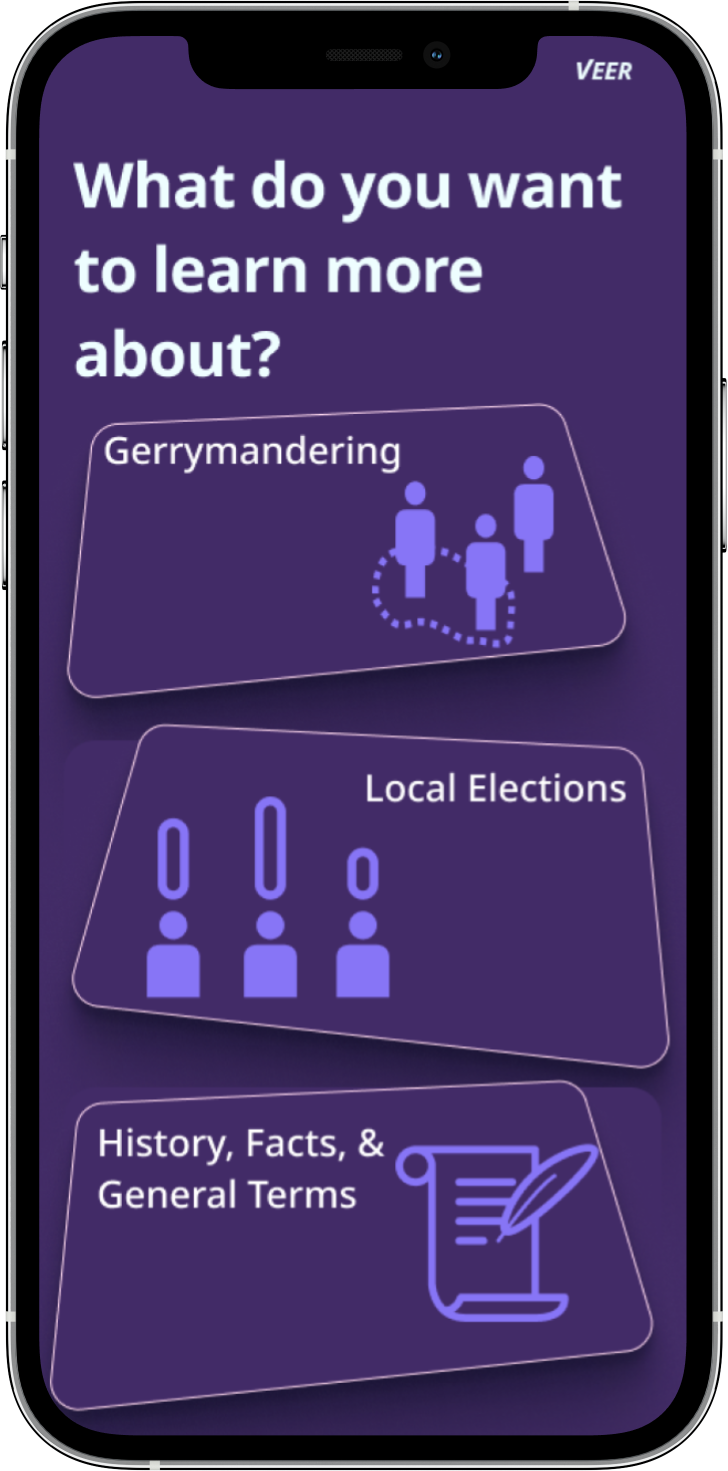 VEER
What do you want
to learn more
about?
Gerrymandering
Local Elections
History, Facts, &
General Terms